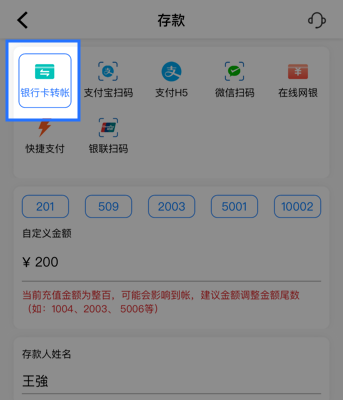 存款
银行卡转帐
支付宝扫码
支付H5
微信扫码
在线网银
快捷支付
银联扫码
201
509
2003
5001
10002
自定义金额
¥ 200
当前充值金额为整百，可能会影响到帐，建议金额调整金额尾数
（如：1004、2003、 5006等）
存款人姓名
王強